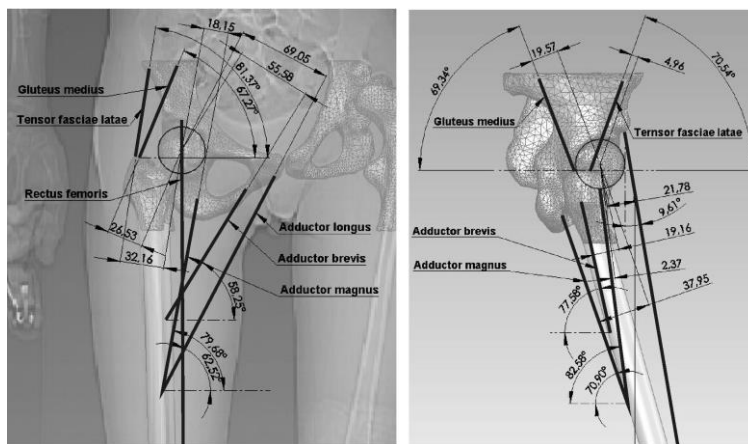 18,15
69,05
55,58
81,37°
67,27°
Gluteus medius
Tensor fasciae latae
Rectus femoris
26,53
32,16
Adductor longus
Adductor brevis
Adductor magnus
58,25°
79,68°
62,52°
19,57
70,54°
69,34°
4,96
Gluteus medius
Ternsor fasciae latae
21,78
9,61°
Adductor brevis
19,16
Adductor magnus
2,37
37,95
77,58°
82,58°
70,90°